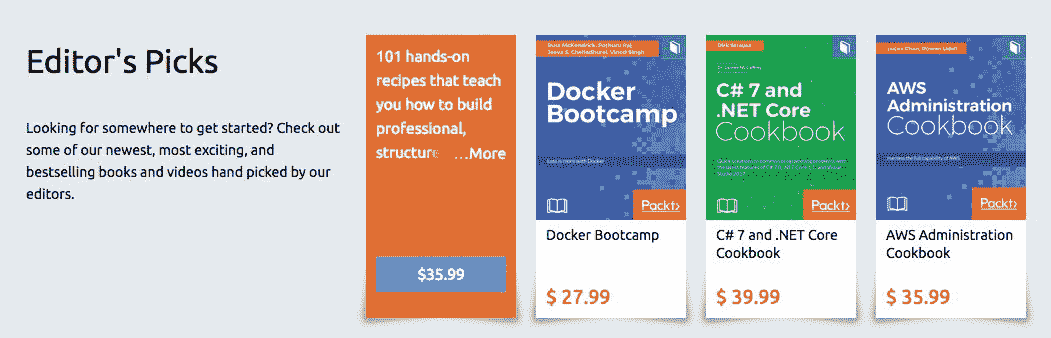 Editor's Picks
Looking for somewhere to get started? Check out
some of our newest, most exciting, and
bestselling books and videos hand picked by our
editors.
101 hands-on
recipes that teach
you how to build
professional,
structure ...More
$35.99
Docker
Bootcamp
Packt>
Docker Bootcamp
$ 27.99
C# 7 and
.NET Core
Cookbook
Packt>
C# 7 and .NET Core
Cookbook
$ 39.99
AWS
Administration
Cookbook
Packt>
AWS Administration
Cookbook
$ 35.99